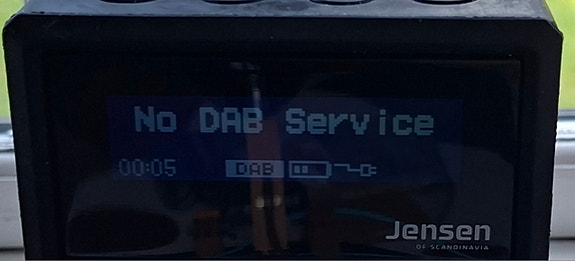 No DAB Service
00:05 DAB
Jensen
OF SCANDINAVIA